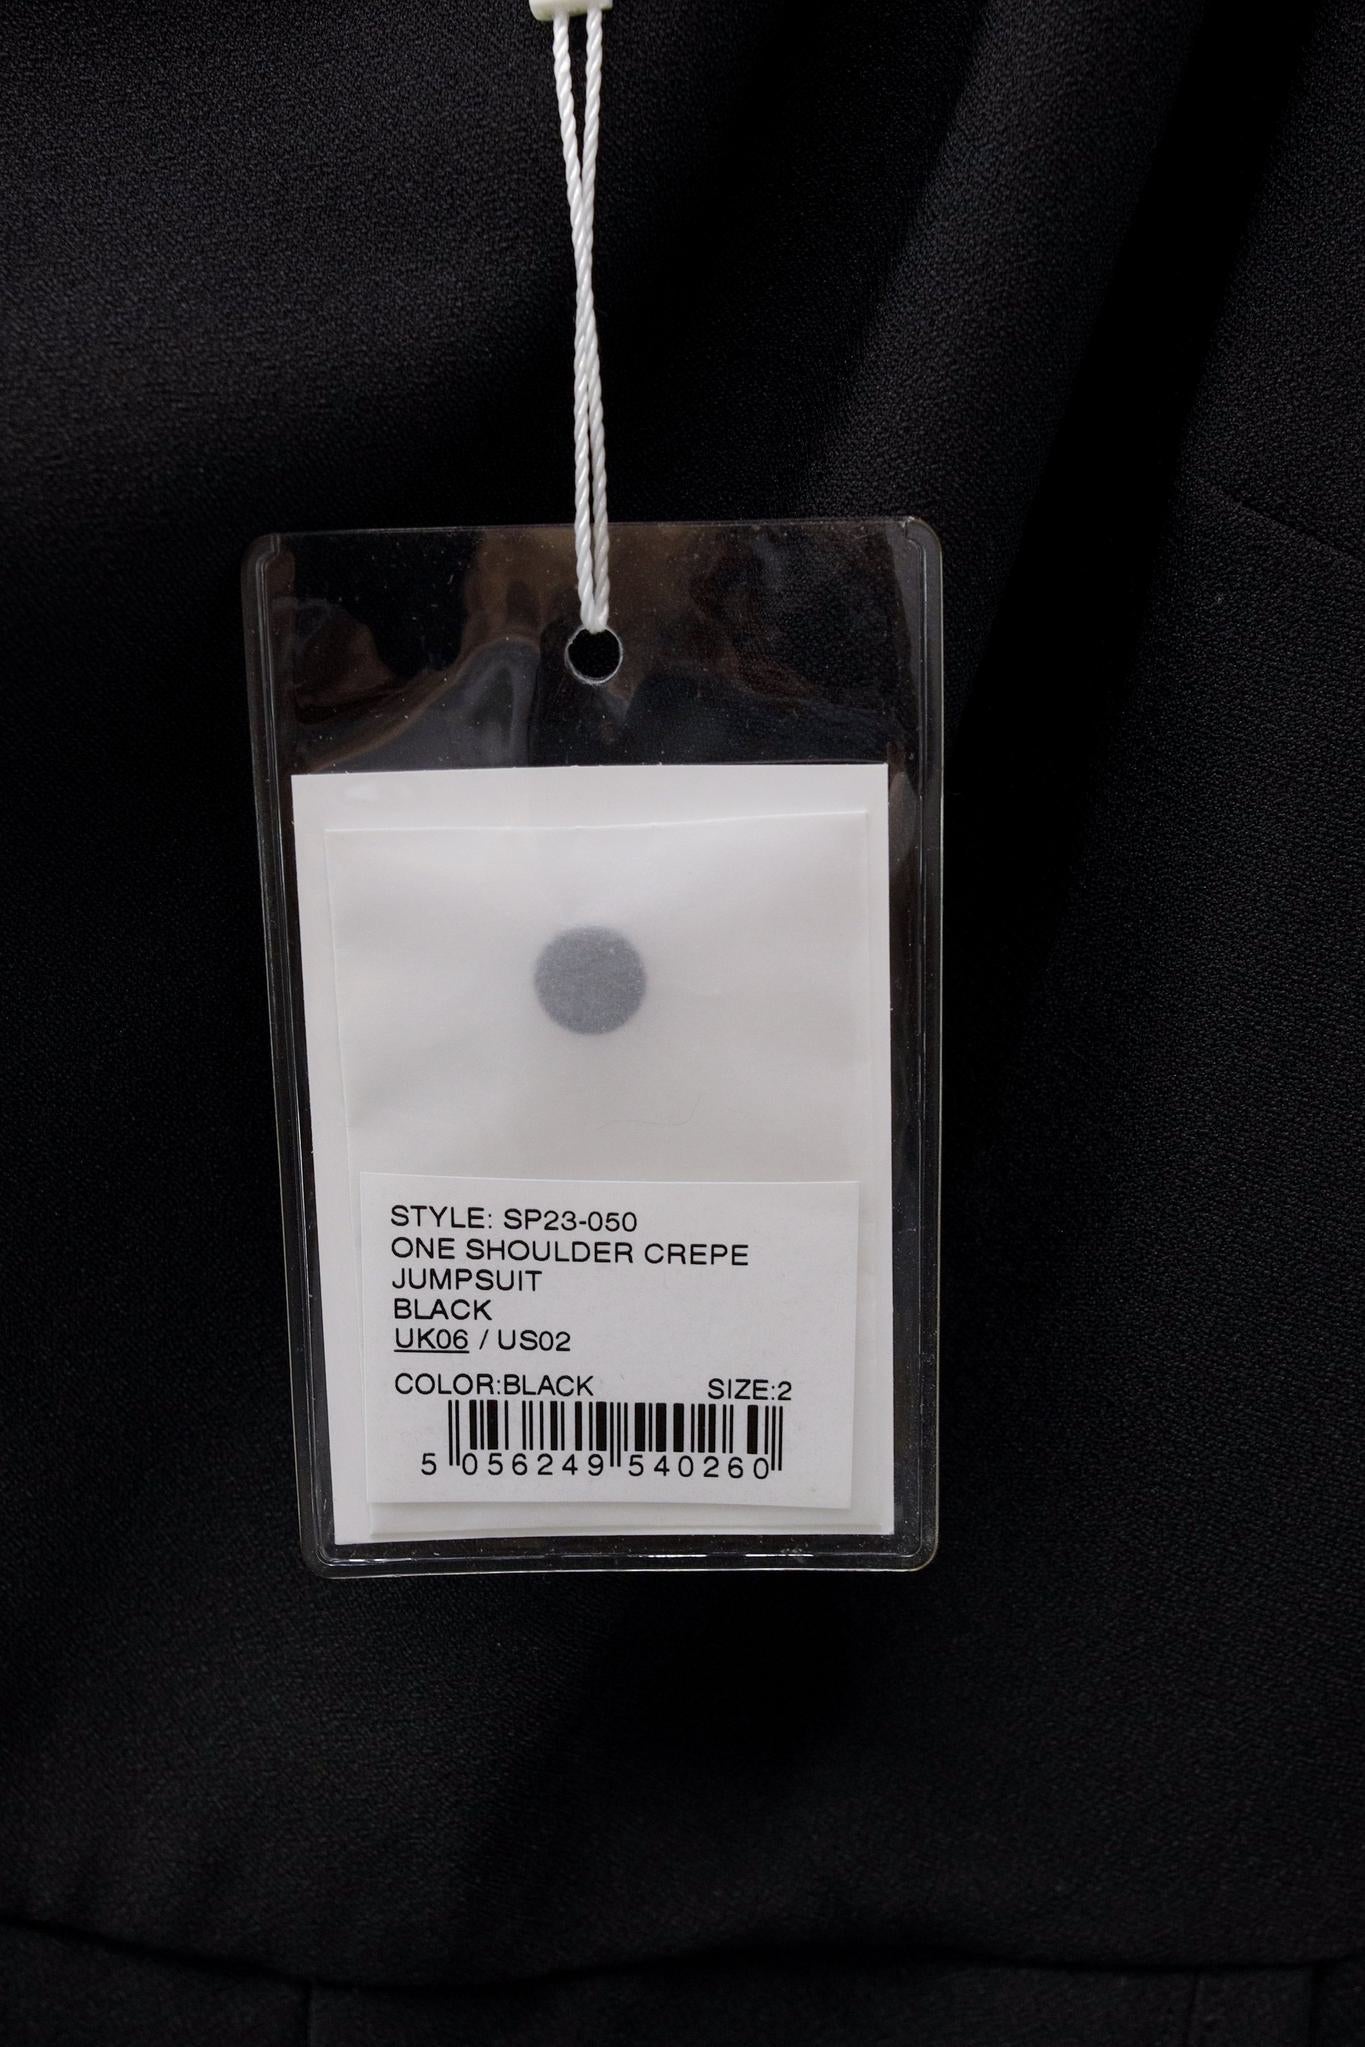 STYLE: SP23-050
ONE SHOULDER CREPE
JUMPSUIT
BLACK
UK06 / US02
COLOR:BLACK SIZE:2
5 056249 540260